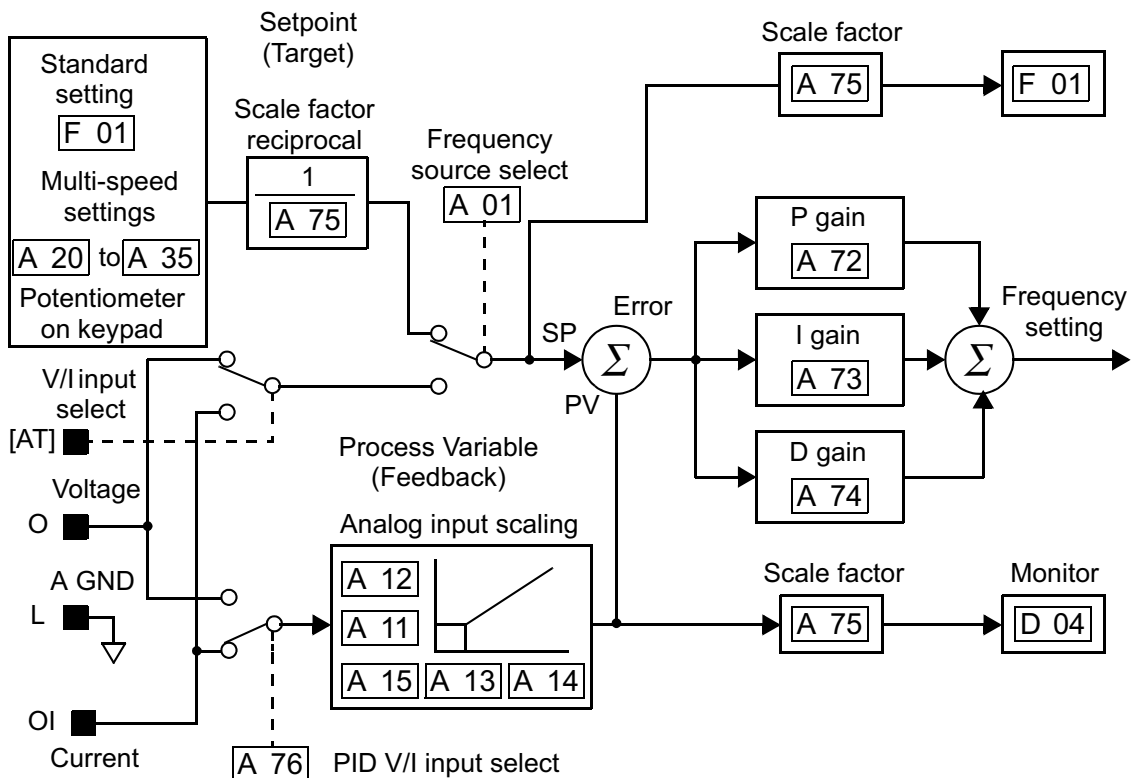 Setpoint
(Target)
Scale factor
A 75
F 01
Standard
setting
F 01
Multi-speed
settings
A 20 to A 35
Potentiometer
on keypad
Scale factor
reciprocal
1
A 75
Frequency
source select
A 01
P gain
A 72
Error
SP
Σ
PV
I gain
A 73
Σ
Frequency
setting
D gain
A 74
V/I input
select
[AT]
Voltage
O
A GND
L
OI
Current
Process Variable
(Feedback)
Analog input scaling
A 12
A 11
A 15 A 13 A 14
Scale factor
A 75
Monitor
D 04
A 76 PID V/I input select